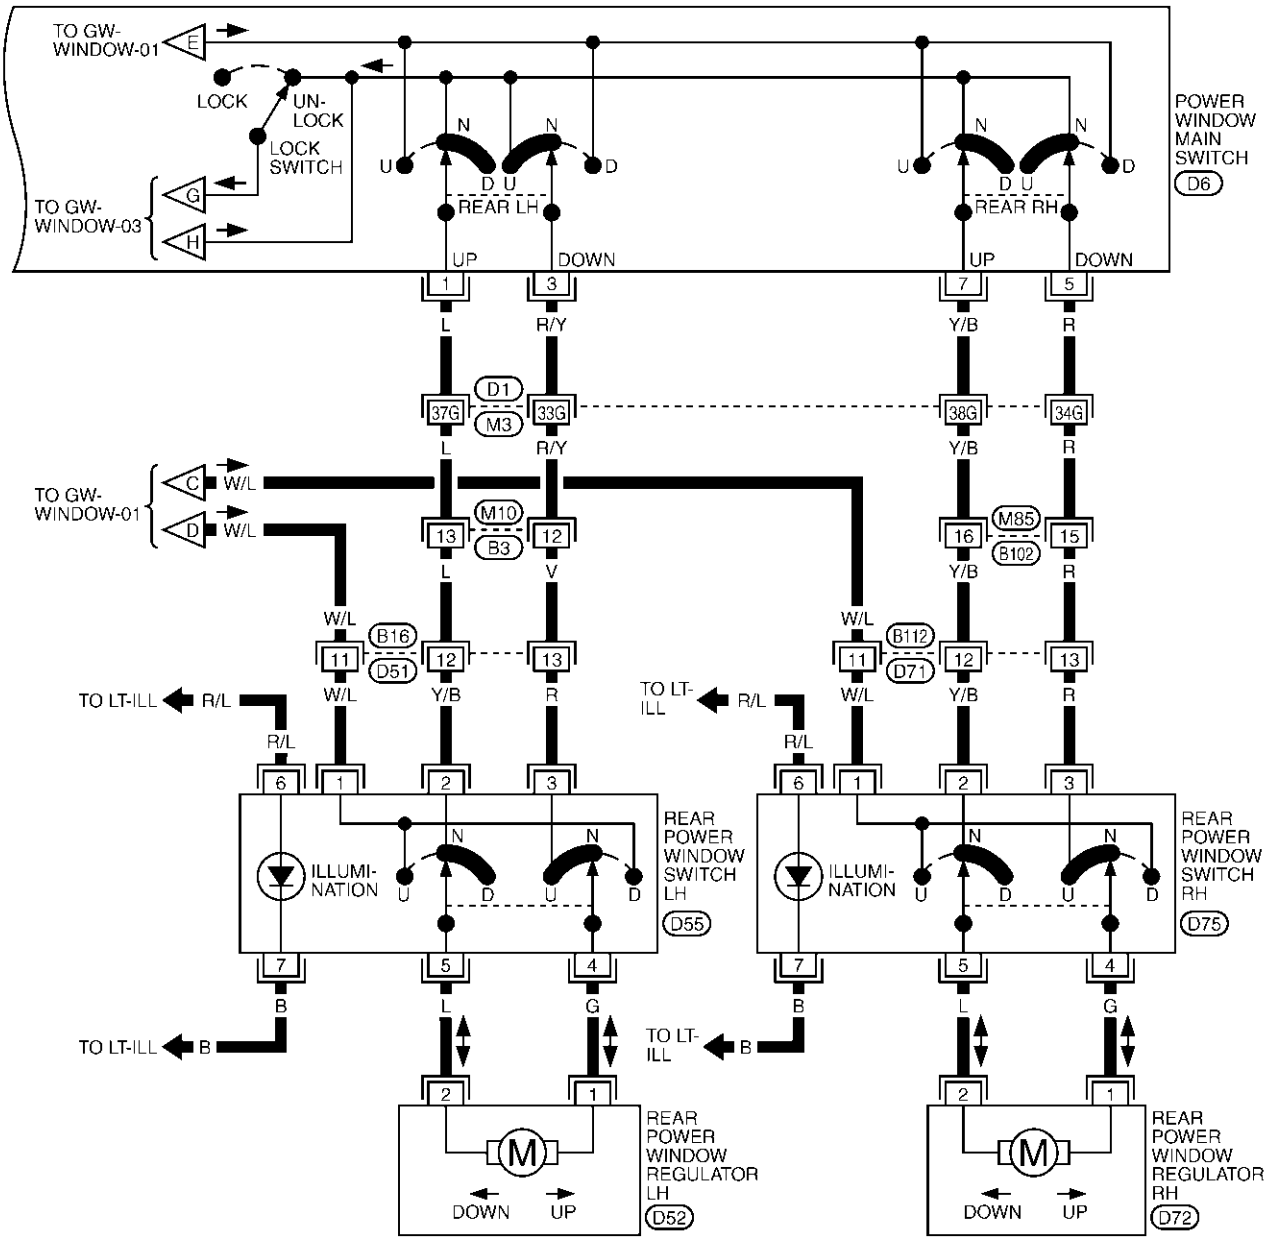 TO GW-
WINDOW-01
E
LOCK
UN-
LOCK
LOCK
SWITCH
TO GW-
WINDOW-03
G
H
N
N
U
D
U
D
REAR LH
N
N
U
D
U
D
REAR RH
UP
DOWN
UP
DOWN
POWER
WINDOW
MAIN
SWITCH
D6
1
3
7
5
L
R/Y
Y/B
R
D1
37G
33G
38G
34G
M3
L
R/Y
Y/B
R
TO GW-
WINDOW-01
C
W/L
D
W/L
M10
13
12
B3
M85
16
15
B102
L
V
Y/B
R
W/L
W/L
B16
11
12
13
D51
B112
11
12
13
D71
W/L
Y/B
R
W/L
Y/B
R
TO LT-ILL
R/L
R/L
TO LT-
ILL
R/L
R/L
6
1
2
3
6
1
2
3
N
N
U
D
U
D
ILLUMI-
NATION
REAR
POWER
WINDOW
SWITCH
LH
D55
N
N
U
D
U
D
ILLUMI-
NATION
REAR
POWER
WINDOW
SWITCH
RH
D75
7
5
4
7
5
4
B
L
G
B
L
G
TO LT-ILL
B
TO LT-
ILL
B
2
1
2
1
M
DOWN
UP
REAR
POWER
WINDOW
REGULATOR
LH
D52
M
DOWN
UP
REAR
POWER
WINDOW
REGULATOR
RH
D72